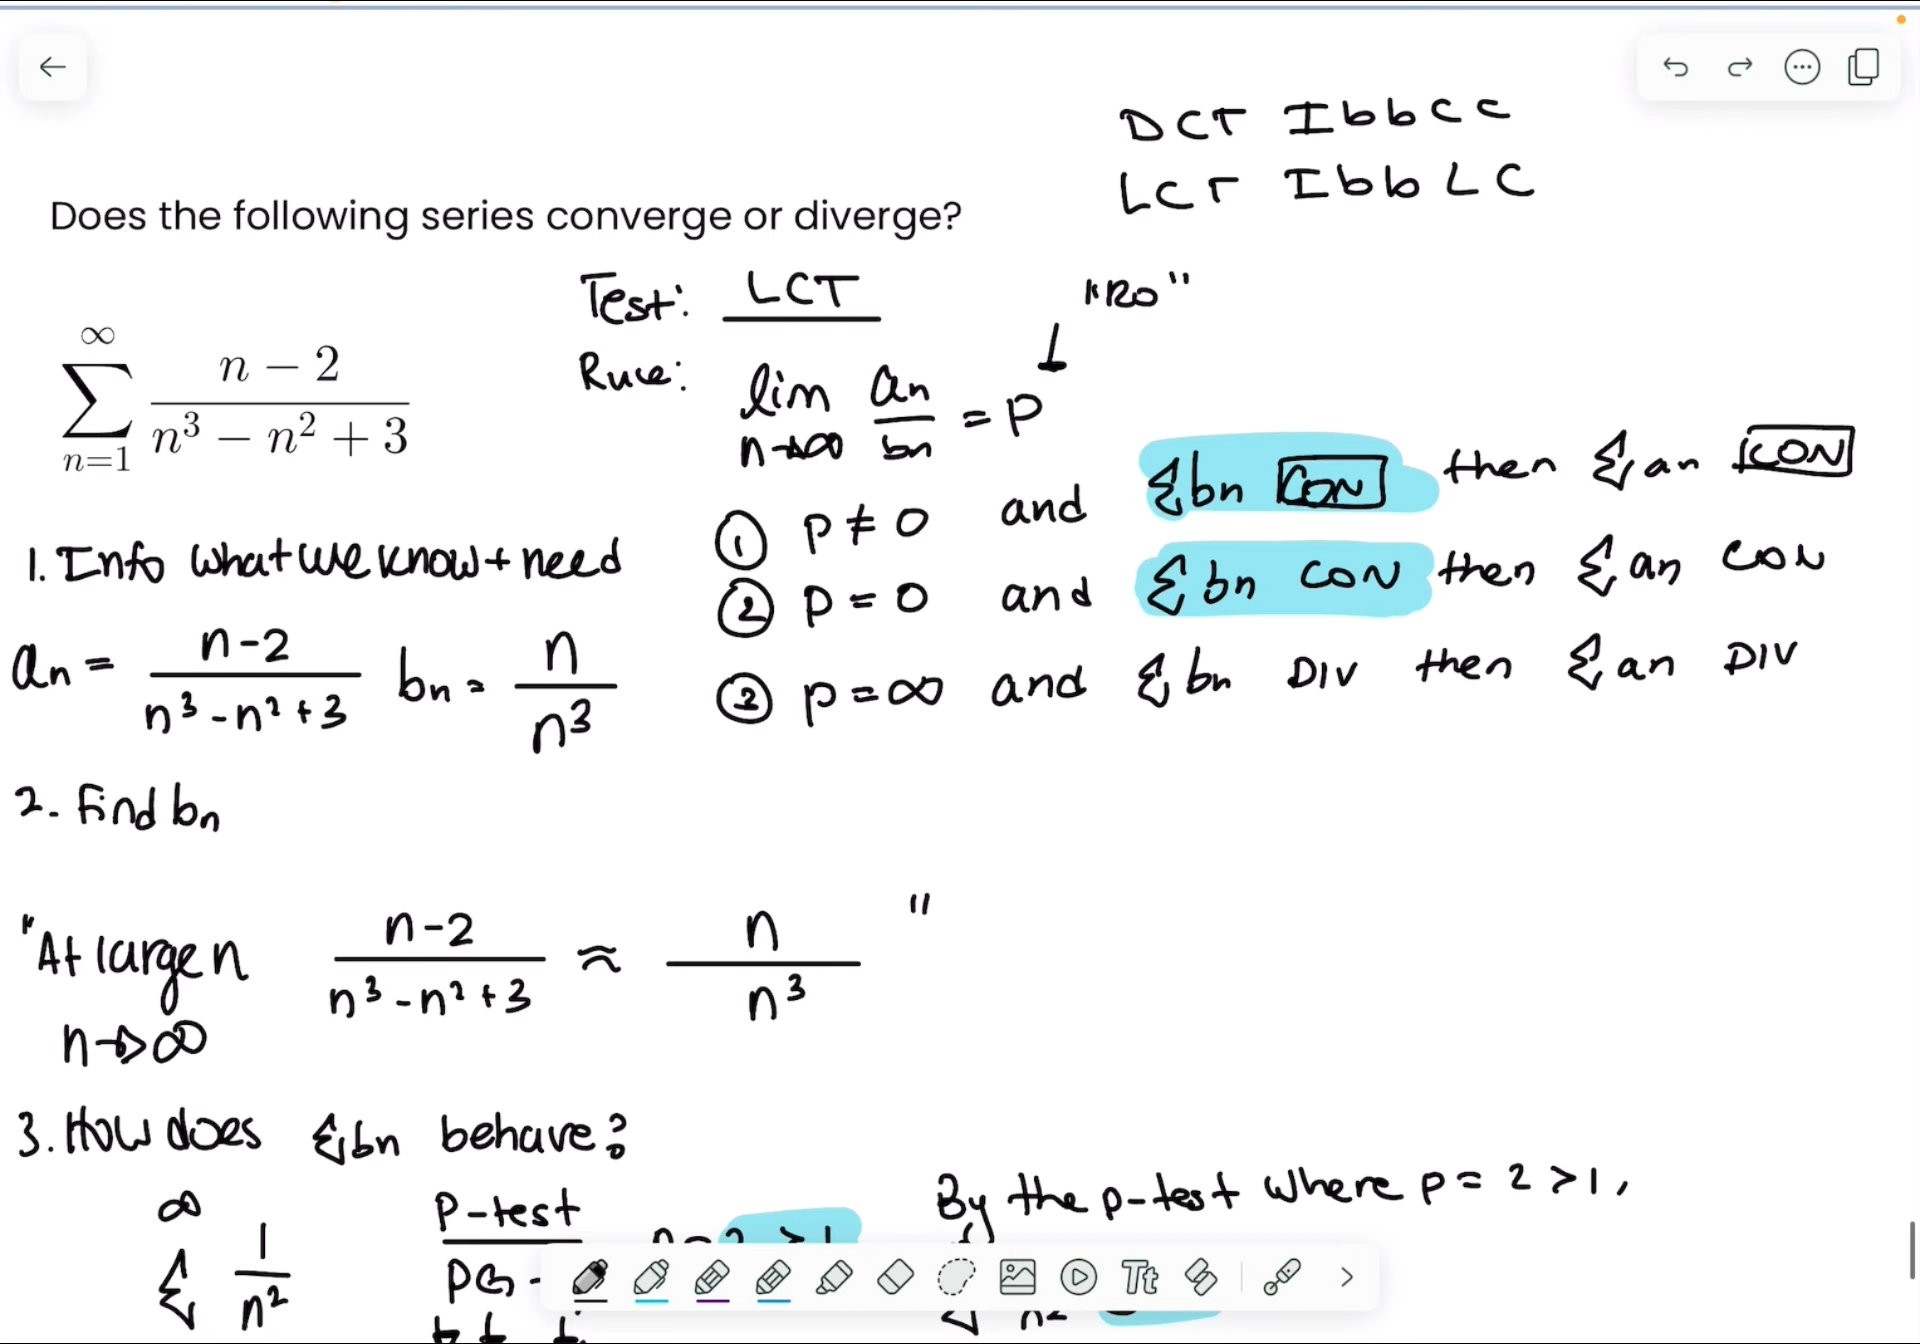 DCT Ibbcc
LCT IbbLC
Does the following series converge or diverge?
Test: LCT
"RO"
↓
Rule: lim n→∞ an/bn = ρ
∞ ∑ n=1 (n − 2)/(n³ − n² + 3)
① ρ ≠ 0 and ∑bn CON then ∑an CON
② ρ = 0 and ∑bn CON then ∑an CON
③ ρ = ∞ and ∑bn DIV then ∑an DIV
1. Info what we know + need
an = (n-2)/(n³-n²+3) bn = n/n³
2. Find bn
"At large n (n-2)/(n³-n²+3) ≈ n/n³ "
n→∞
3. How does ∑bn behave?
∞ ∑ 1/n²
P-test
p = 2 > 1
By the p-test where p = 2 > 1,
Tt